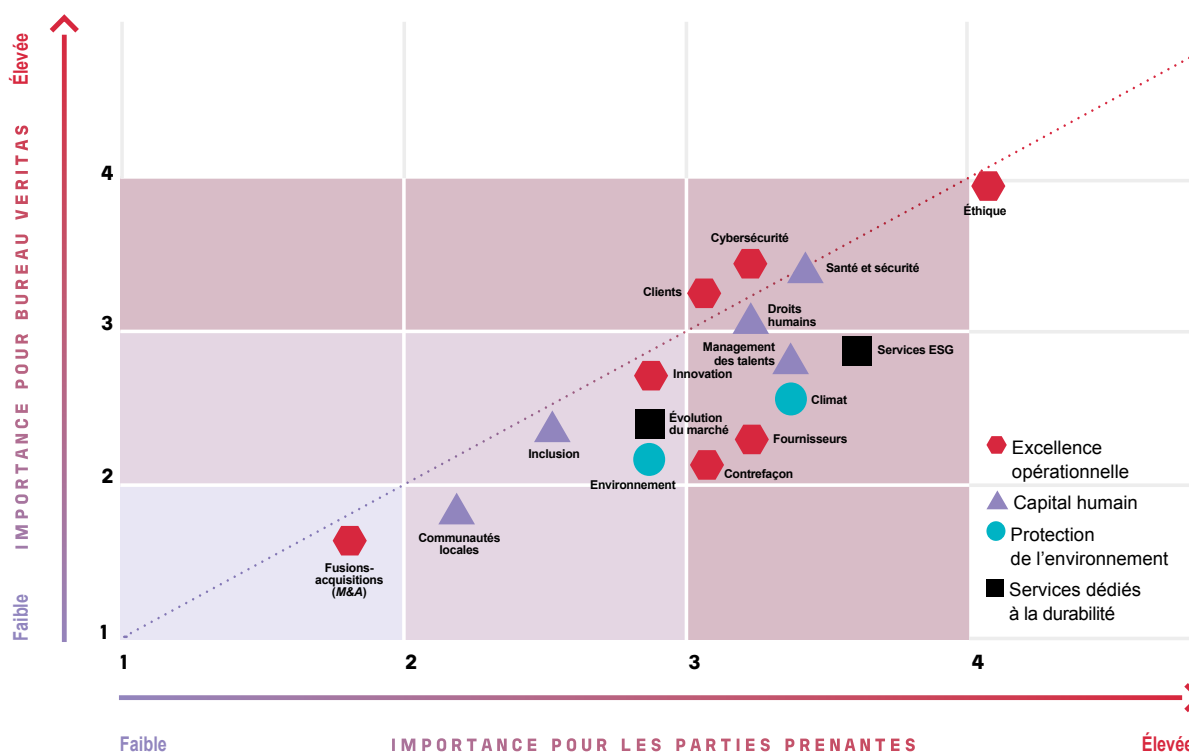 Élevée
IMPORTANCE POUR BUREAU VERITAS
Faible
4
3
2
1
Éthique
Cybersécurité
Santé et sécurité
Clients
Droits
humains
Management
des talents
Services ESG
Innovation
Climat
Évolution
du marché
Fournisseurs
Inclusion
Contrefaçon
Environnement
Communautés
locales
Fusions-
acquisitions
(M&A)
Excellence
opérationnelle
Capital humain
Protection
de l’environnement
Services dédiés
à la durabilité
1
2
3
4
Faible
IMPORTANCE POUR LES PARTIES PRENANTES
Élevée